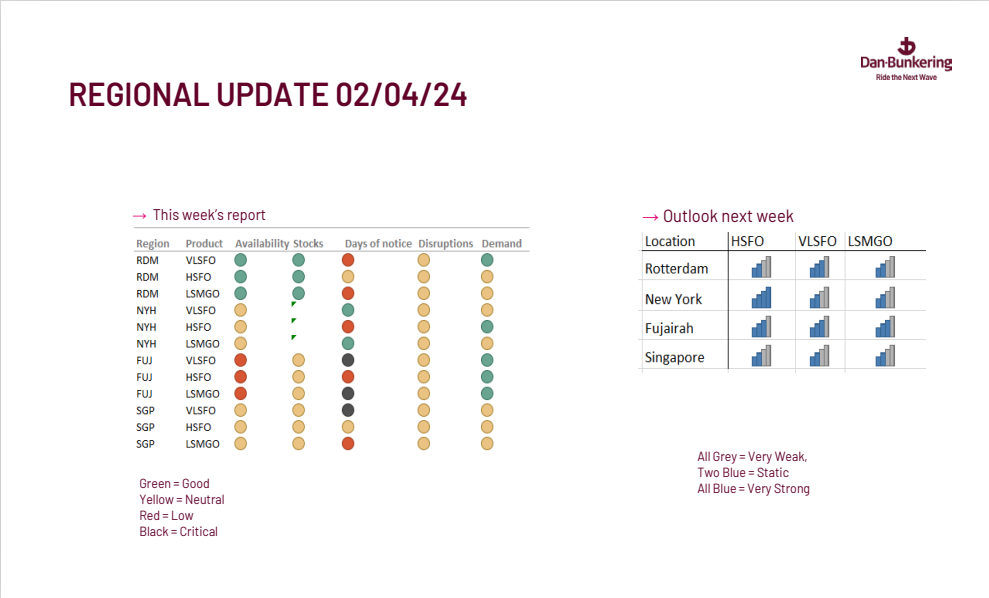 Dan-Bunkering
Ride the Next Wave
REGIONAL UPDATE 02/04/24
→ This week's report
Region Product Availability Stocks Days of notice Disruptions Demand
RDM VLSFO
RDM HSFO
RDM LSMGO
NYH VLSFO
NYH HSFO
NYH LSMGO
FUJ VLSFO
FUJ HSFO
FUJ LSMGO
SGP VLSFO
SGP HSFO
SGP LSMGO
Green = Good
Yellow = Neutral
Red = Low
Black = Critical
→ Outlook next week
Location HSFO VLSFO LSMGO
Rotterdam
New York
Fujairah
Singapore
All Grey = Very Weak,
Two Blue = Static
All Blue = Very Strong